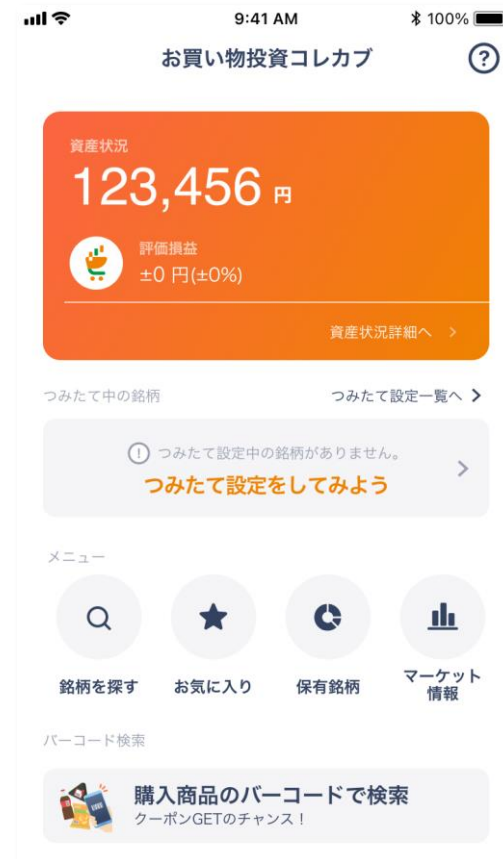 9:41 AM
100%
お買い物投資コレカブ
?
資産状況
123,456 円
評価損益
±0 円(±0%)
資産状況詳細へ >
つみたて中の銘柄
つみたて設定一覧へ >
! つみたて設定中の銘柄がありません。
つみたて設定をしてみよう
>
メニュー
銘柄を探す
お気に入り
保有銘柄
マーケット
情報
バーコード検索
購入商品のバーコードで検索
クーポンGETのチャンス!